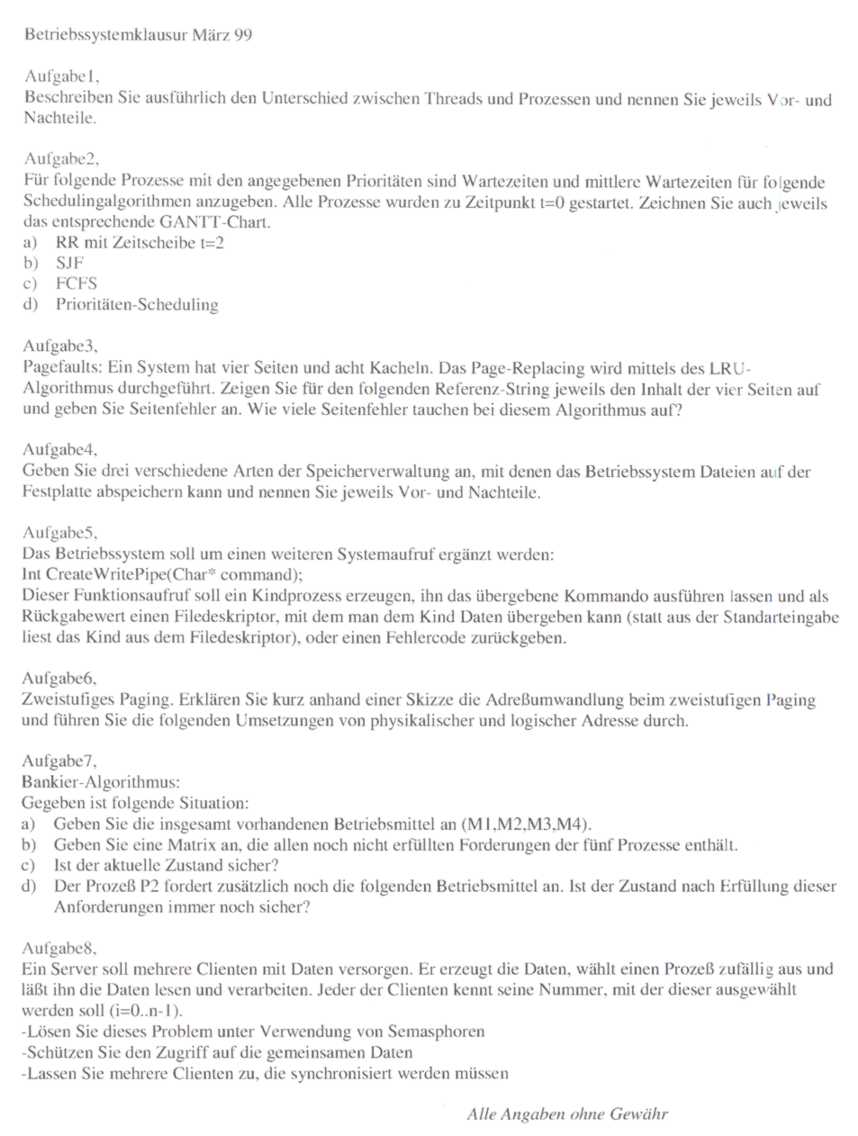 Betriebssystemklausur März 99
Aufgabe1,
Beschreiben Sie ausführlich den Unterschied zwischen Threads und Prozessen und nennen Sie jeweils Vor- und
Nachteile.
Aufgabe2,
Für folgende Prozesse mit den angegebenen Prioritäten sind Wartezeiten und mittlere Wartezeiten für folgende
Schedulingalgorithmen anzugeben. Alle Prozesse wurden zu Zeitpunkt t=0 gestartet. Zeichnen Sie auch jeweils
das entsprechende GANTT-Chart.
a) RR mit Zeitscheibe t=2
b) SJF
c) FCFS
d) Prioritäten-Scheduling
Aufgabe3,
Pagefaults: Ein System hat vier Seiten und acht Kacheln. Das Page-Replacing wird mittels des LRU-
Algorithmus durchgeführt. Zeigen Sie für den folgenden Referenz-String jeweils den Inhalt der vier Seiten auf
und geben Sie Seitenfehler an. Wie viele Seitenfehler tauchen bei diesem Algorithmus auf?
Aufgabe4,
Geben Sie drei verschiedene Arten der Speicherverwaltung an, mit denen das Betriebssystem Dateien auf der
Festplatte abspeichern kann und nennen Sie jeweils Vor- und Nachteile.
Aufgabe5,
Das Betriebssystem soll um einen weiteren Systemaufruf ergänzt werden:
Int CreateWritePipe(Char* command);
Dieser Funktionsaufruf soll ein Kindprozess erzeugen, ihn das übergebene Kommando ausführen lassen und als
Rückgabewert einen Filedeskriptor, mit dem man dem Kind Daten übergeben kann (statt aus der Standarteingabe
liest das Kind aus dem Filedeskriptor), oder einen Fehlercode zurückgeben.
Aufgabe6,
Zweistufiges Paging. Erklären Sie kurz anhand einer Skizze die Adreßumwandlung beim zweistufigen Paging
und führen Sie die folgenden Umsetzungen von physikalischer und logischer Adresse durch.
Aufgabe7,
Bankier-Algorithmus:
Gegeben ist folgende Situation:
a) Geben Sie die insgesamt vorhandenen Betriebsmittel an (M1,M2,M3,M4).
b) Geben Sie eine Matrix an, die allen noch nicht erfüllten Forderungen der fünf Prozesse enthält.
c) Ist der aktuelle Zustand sicher?
d) Der Prozeß P2 fordert zusätzlich noch die folgenden Betriebsmittel an. Ist der Zustand nach Erfüllung dieser
Anforderungen immer noch sicher?
Aufgabe8,
Ein Server soll mehrere Clienten mit Daten versorgen. Er erzeugt die Daten, wählt einen Prozeß zufällig aus und
läßt ihn die Daten lesen und verarbeiten. Jeder der Clienten kennt seine Nummer, mit der dieser ausgewählt
werden soll (i=0..n-1).
-Lösen Sie dieses Problem unter Verwendung von Semasphoren
-Schützen Sie den Zugriff auf die gemeinsamen Daten
-Lassen Sie mehrere Clienten zu, die synchronisiert werden müssen
Alle Angaben ohne Gewähr